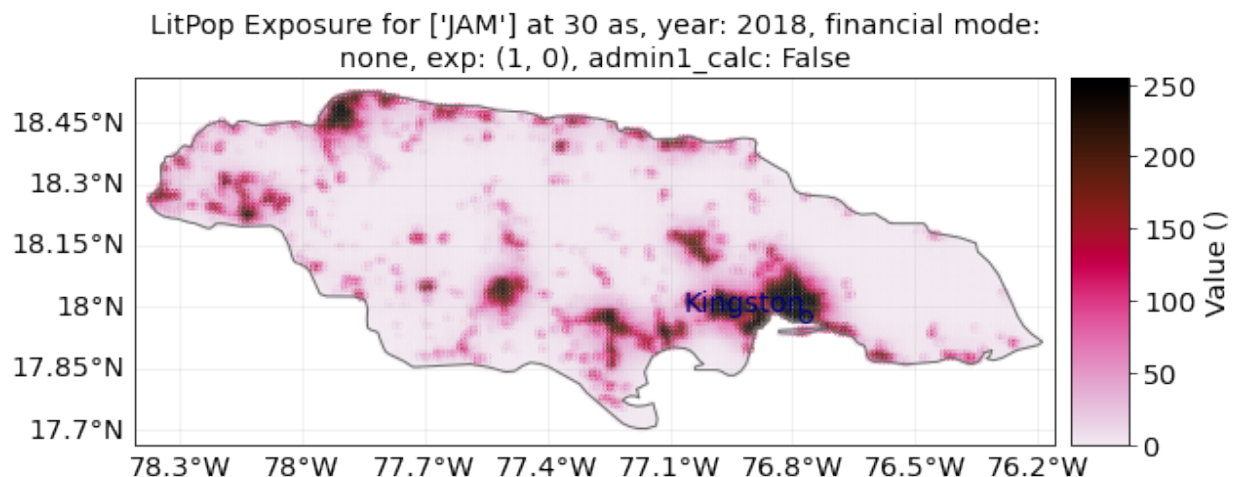 LitPop Exposure for ['JAM'] at 30 as, year: 2018, financial mode:
none, exp: (1, 0), admin1_calc: False
18.45°N
18.3°N
18.15°N
18°N
17.85°N
17.7°N
Kingston
78.3°W 78°W 77.7°W 77.4°W 77.1°W 76.8°W 76.5°W 76.2°W
250
200
150
100
50
0
Value ()